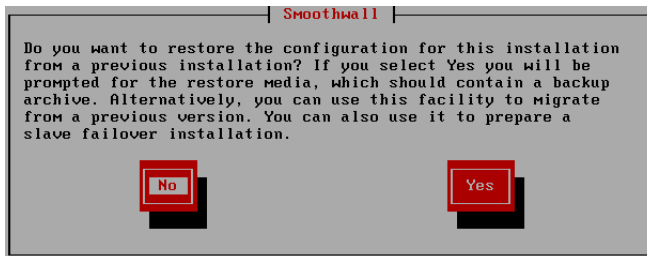 Smoothwall
Do you want to restore the configuration for this installation
from a previous installation? If you select Yes you will be
prompted for the restore media, which should contain a backup
archive. Alternatively, you can use this facility to migrate
from a previous version. You can also use it to prepare a
slave failover installation.
No Yes